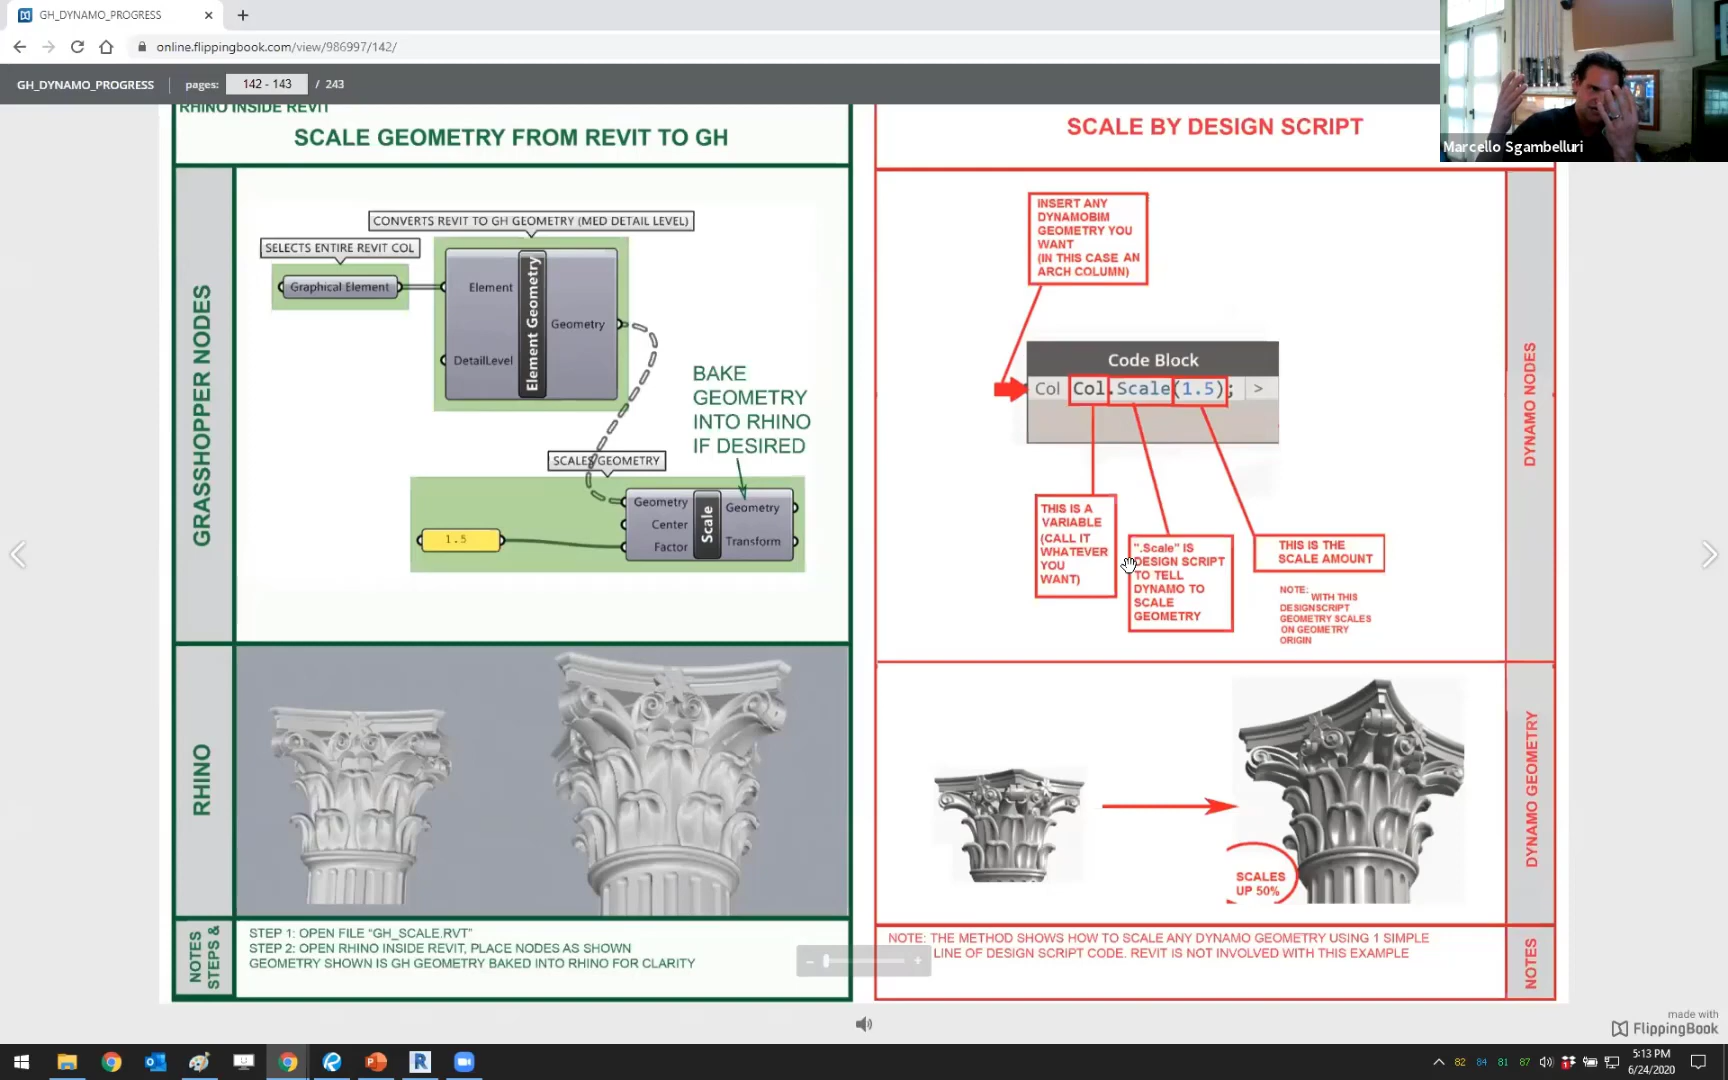 GH_DYNAMO_PROGRESS
online.flippingbook.com/view/986997/142/
GH_DYNAMO_PROGRESS
pages:
142 - 143
/ 243
Marcello Sgambelluri
RHINO INSIDE REVIT
SCALE GEOMETRY FROM REVIT TO GH
GRASSHOPPER NODES
CONVERTS REVIT TO GH GEOMETRY (MED DETAIL LEVEL)
SELECTS ENTIRE REVIT COL
Graphical Element
Element
DetailLevel
Element Geometry
Geometry
BAKE
GEOMETRY
INTO RHINO
IF DESIRED
SCALES GEOMETRY
1.5
Geometry
Center
Factor
Scale
Geometry
Transform
RHINO
NOTES
STEPS &
STEP 1: OPEN FILE "GH_SCALE.RVT"
STEP 2: OPEN RHINO INSIDE REVIT, PLACE NODES AS SHOWN
GEOMETRY SHOWN IS GH GEOMETRY BAKED INTO RHINO FOR CLARITY
SCALE BY DESIGN SCRIPT
INSERT ANY
DYNAMOBIM
GEOMETRY YOU
WANT
(IN THIS CASE AN
ARCH COLUMN)
Code Block
Col
Col.Scale(1.5);
>
THIS IS A
VARIABLE
(CALL IT
WHATEVER
YOU
WANT)
".Scale" IS
DESIGN SCRIPT
TO TELL
DYNAMO TO
SCALE
GEOMETRY
THIS IS THE
SCALE AMOUNT
NOTE:
WITH THIS
DESIGNSCRIPT
GEOMETRY SCALES
ON GEOMETRY
ORIGIN
DYNAMO NODES
SCALES
UP 50%
DYNAMO GEOMETRY
NOTE: THE METHOD SHOWS HOW TO SCALE ANY DYNAMO GEOMETRY USING 1 SIMPLE
LINE OF DESIGN SCRIPT CODE. REVIT IS NOT INVOLVED WITH THIS EXAMPLE
NOTES
made with
FlippingBook
82 84 81 87
5:13 PM
6/24/2020